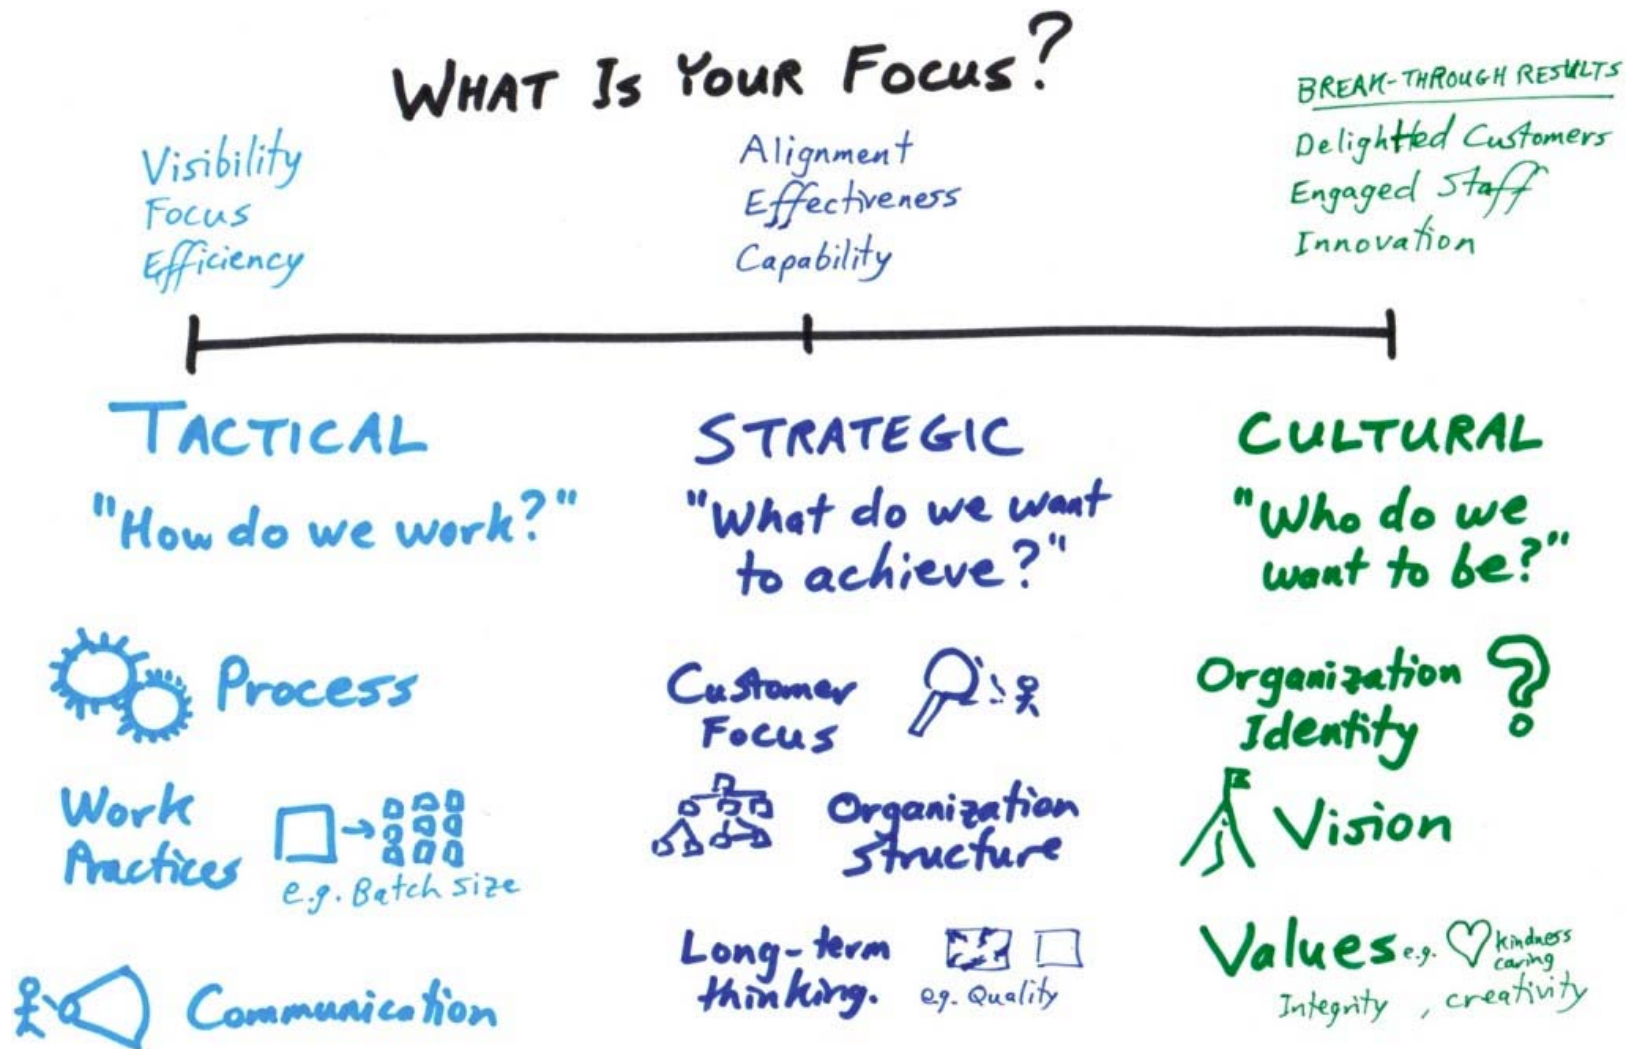 WHAT IS YOUR FOCUS?
Visibility
Focus
Efficiency
Alignment
Effectiveness
Capability
BREAK-THROUGH RESULTS
Delightted Customers
Engaged Staff
Innovation
TACTICAL
"How do we work?"
Process
Work
Practices
e.g. Batch size
Communication
STRATEGIC
"What do we want
to achieve?"
Customer
Focus
Organization
Structure
Long-term
thinking.
e.g. Quality
CULTURAL
"Who do we
want to be?"
Organization
Identity
?
Vision
Values e.g. kindness
caring
Integrity, creativity